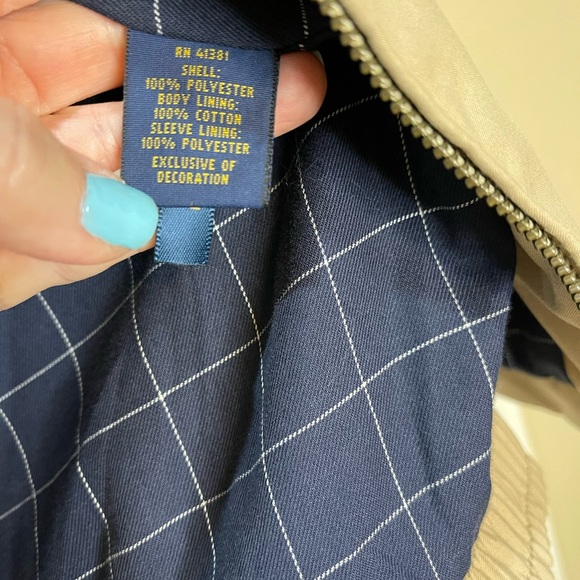 RN 41381
SHELL:
100% POLYESTER
BODY LINING:
100% COTTON
SLEEVE LINING:
100% POLYESTER
EXCLUSIVE OF
DECORATION